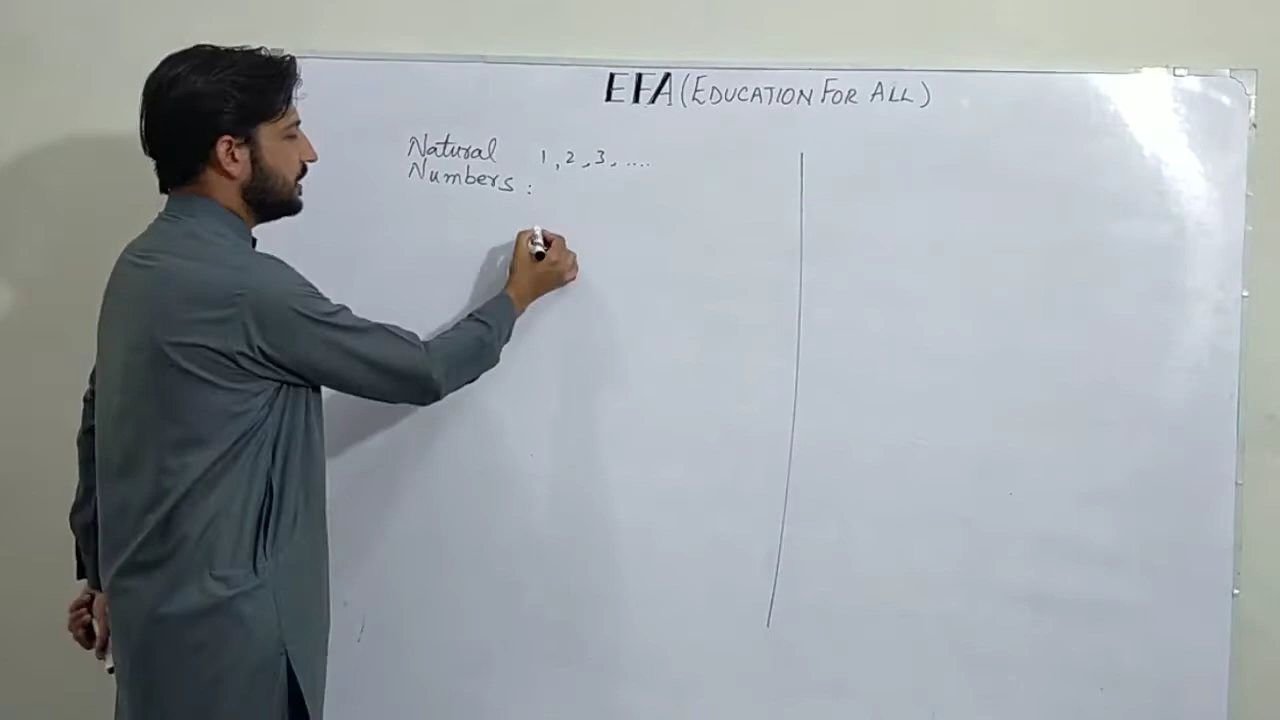 EFA (EDUCATION FOR ALL)
Natural 1, 2, 3, ....
Numbers :